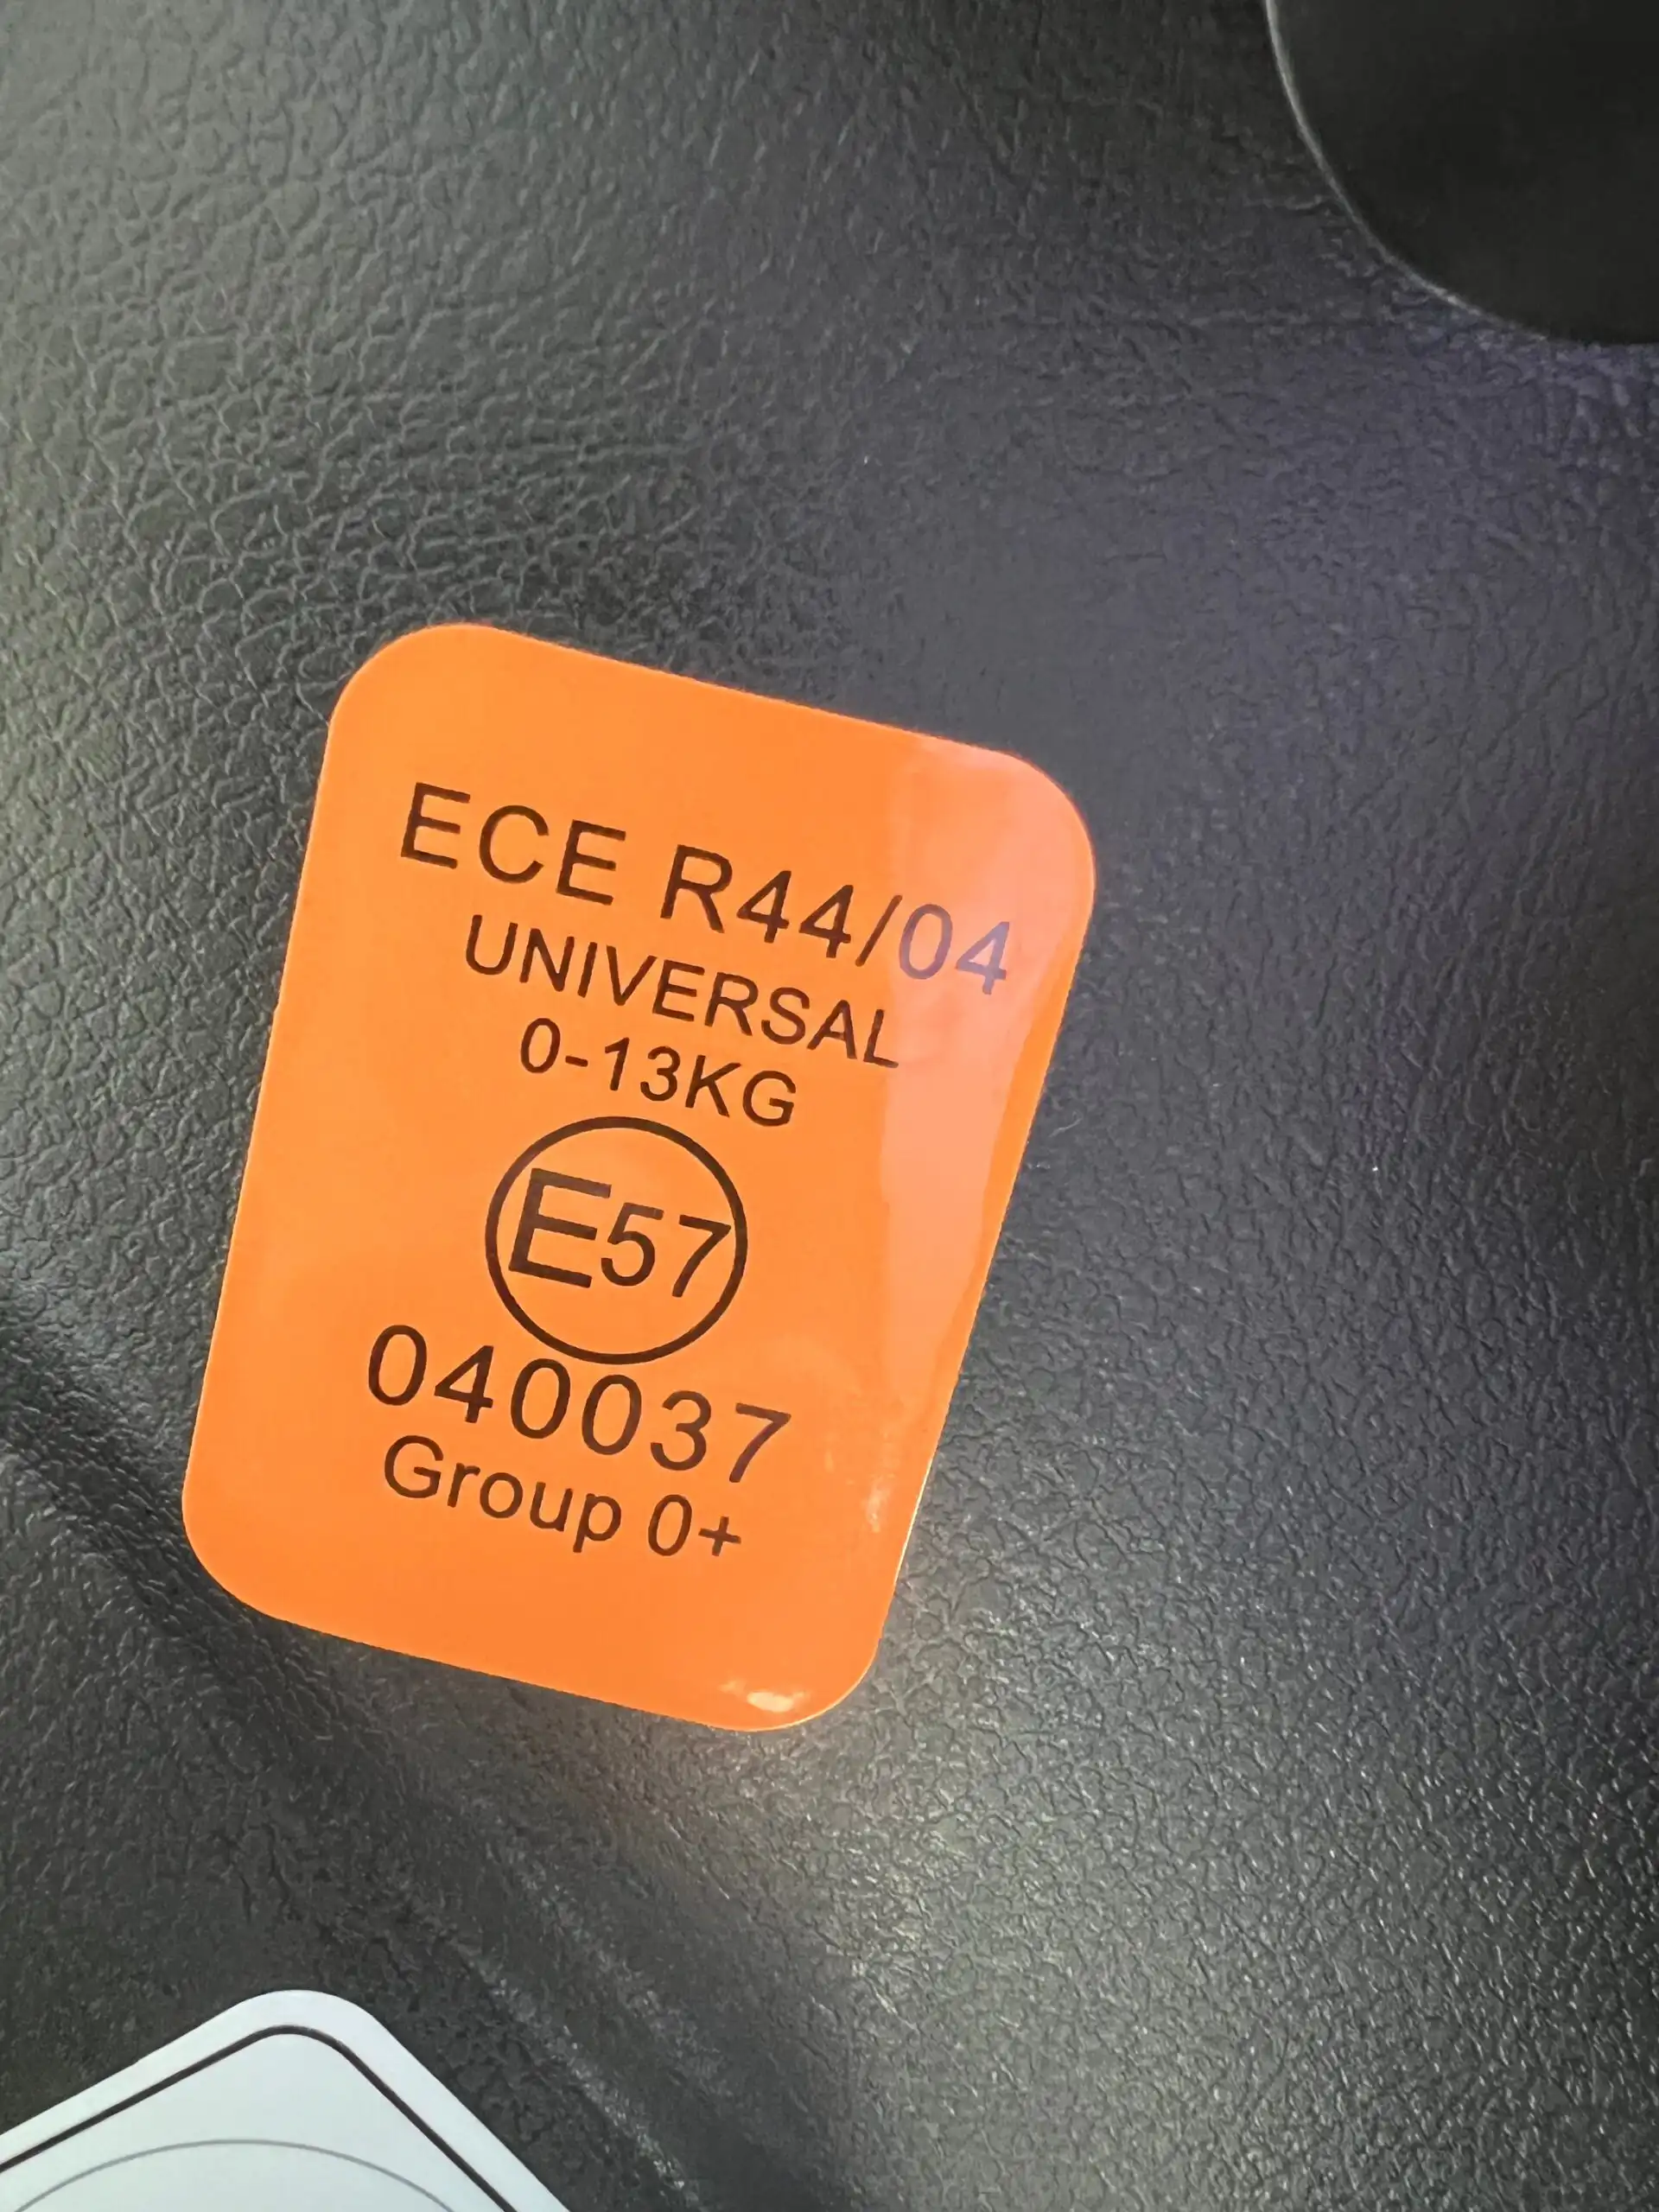 ECE R44/04
UNIVERSAL
0-13KG
E57
040037
Group 0+